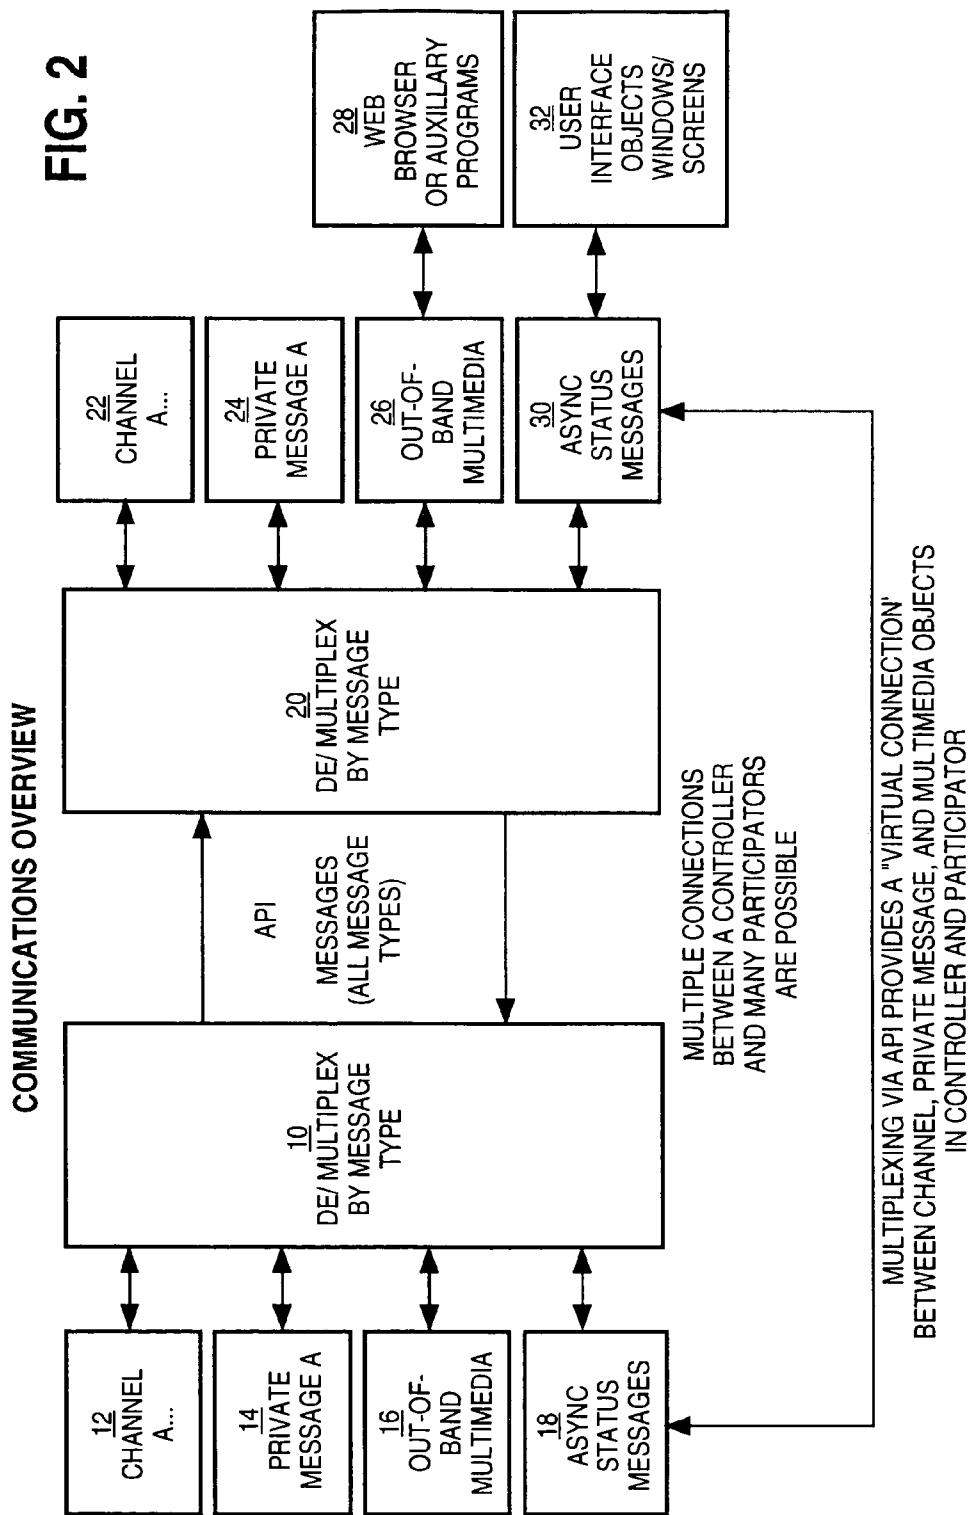 FIG. 2
COMMUNICATIONS OVERVIEW
12
CHANNEL
A...
14
PRIVATE
MESSAGE A
16
OUT-OF-
BAND
MULTIMEDIA
18
ASYNC
STATUS
MESSAGES
10
DE/ MULTIPLEX
BY MESSAGE
TYPE
API
MESSAGES
(ALL MESSAGE
TYPES)
MULTIPLE CONNECTIONS
BETWEEN A CONTROLLER
AND MANY PARTICIPATORS
ARE POSSIBLE
20
DE/ MULTIPLEX
BY MESSAGE
TYPE
22
CHANNEL
A...
24
PRIVATE
MESSAGE A
26
OUT-OF-
BAND
MULTIMEDIA
30
ASYNC
STATUS
MESSAGES
28
WEB
BROWSER
OR AUXILLARY
PROGRAMS
32
USER
INTERFACE
OBJECTS
WINDOWS/
SCREENS
MULTIPLEXING VIA API PROVIDES A "VIRTUAL CONNECTION'
BETWEEN CHANNEL, PRIVATE MESSAGE, AND MULTIMEDIA OBJECTS
IN CONTROLLER AND PARTICIPATOR